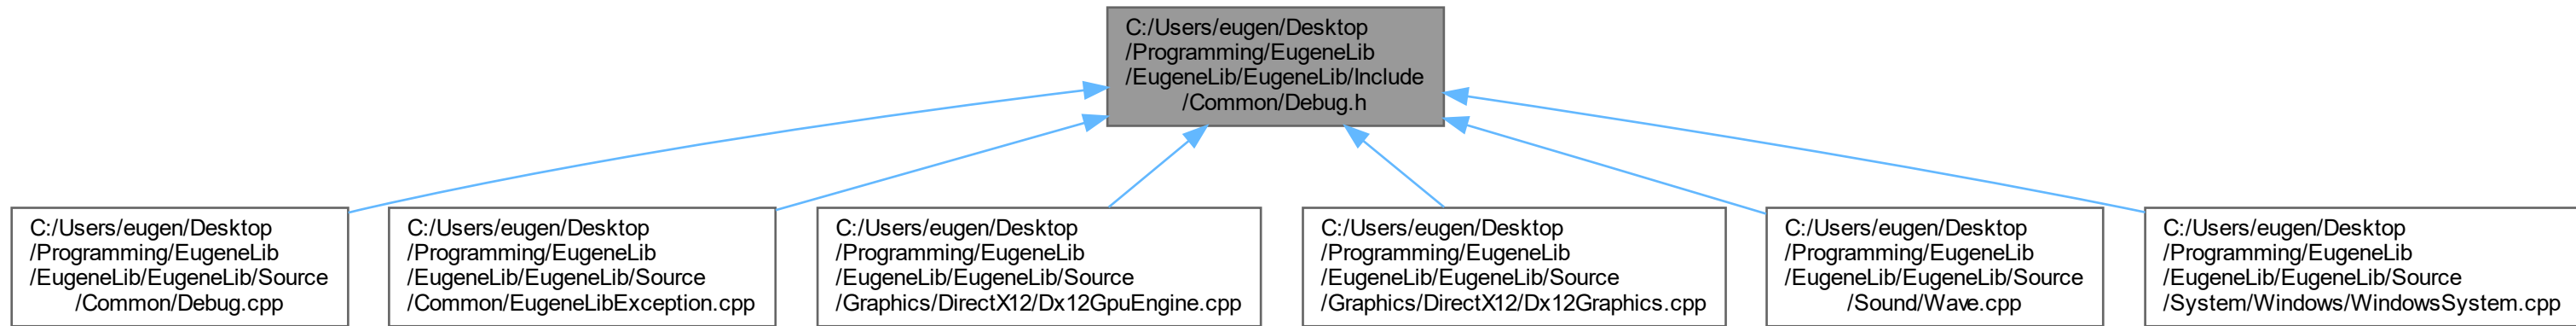 C:/Users/eugen/Desktop
/Programming/EugeneLib
/EugeneLib/EugeneLib/Include
/Common/Debug.h
C:/Users/eugen/Desktop
/Programming/EugeneLib
/EugeneLib/EugeneLib/Source
/Common/Debug.cpp
C:/Users/eugen/Desktop
/Programming/EugeneLib
/EugeneLib/EugeneLib/Source
/Common/EugeneLibException.cpp
C:/Users/eugen/Desktop
/Programming/EugeneLib
/EugeneLib/EugeneLib/Source
/Graphics/DirectX12/Dx12GpuEngine.cpp
C:/Users/eugen/Desktop
/Programming/EugeneLib
/EugeneLib/EugeneLib/Source
/Graphics/DirectX12/Dx12Graphics.cpp
C:/Users/eugen/Desktop
/Programming/EugeneLib
/EugeneLib/EugeneLib/Source
/Sound/Wave.cpp
C:/Users/eugen/Desktop
/Programming/EugeneLib
/EugeneLib/EugeneLib/Source
/System/Windows/WindowsSystem.cpp